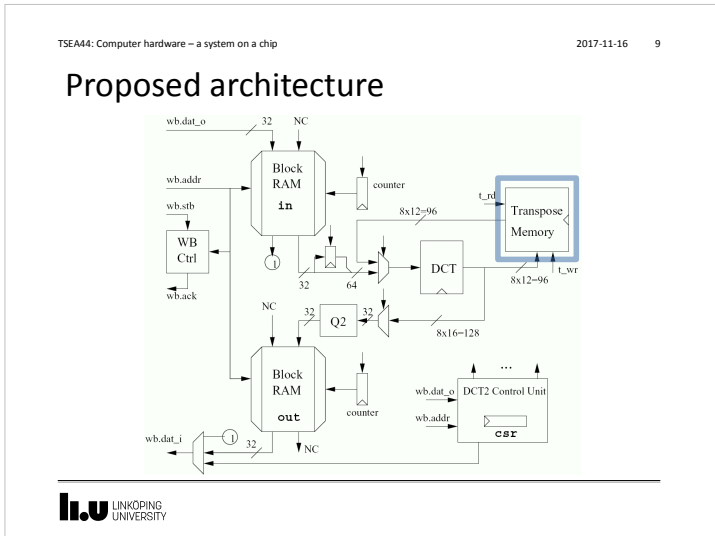 TSEA44: Computer hardware – a system on a chip
2017-11-16 9
Proposed architecture
wb.dat_o
32
NC
Block
RAM
in
wb.addr
counter
wb.stb
WB
Ctrl
wb.ack
1
32
64
8x12=96
t_rd
Transpose
Memory
DCT
8x12=96
t_wr
NC
32
Q2
32
8x16=128
Block
RAM
out
counter
...
wb.dat_o
DCT2 Control Unit
wb.addr
csr
wb.dat_i
1
32
NC
LINKÖPING
UNIVERSITY